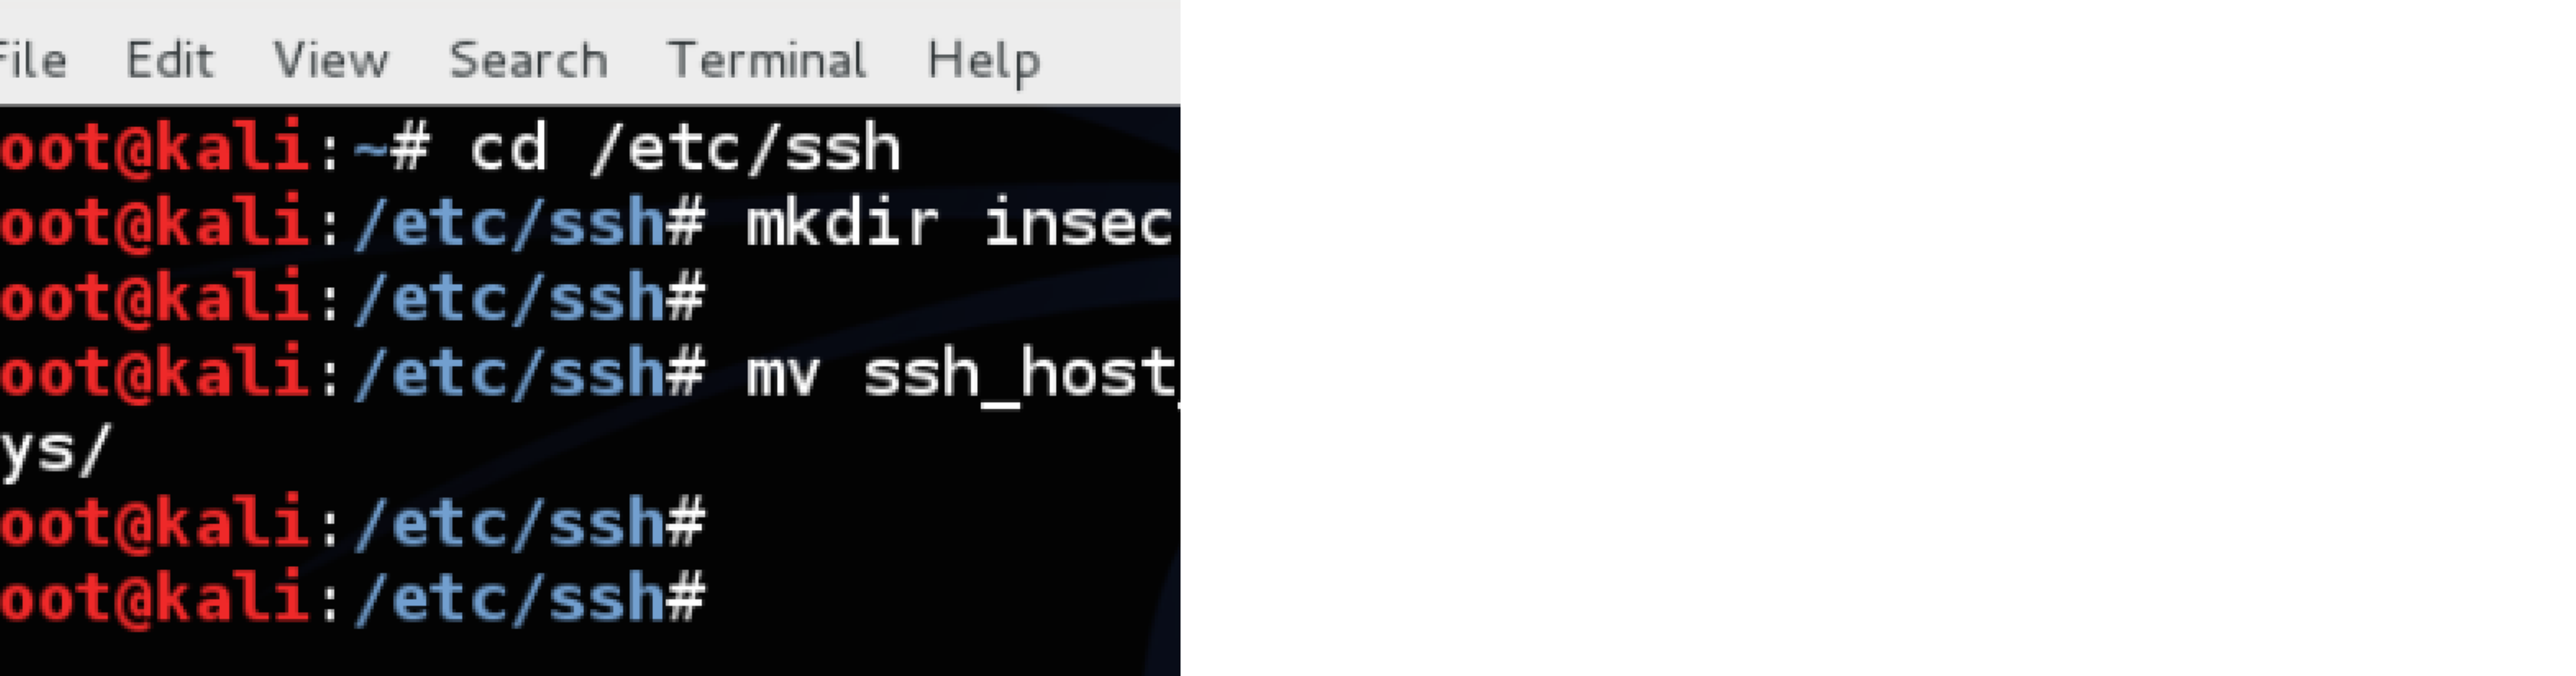 File Edit View Search Terminal Help
oot@kali:~# cd /etc/ssh
oot@kali:/etc/ssh# mkdir insec
oot@kali:/etc/ssh#
oot@kali:/etc/ssh# mv ssh_host_
ys/
oot@kali:/etc/ssh#
oot@kali:/etc/ssh#